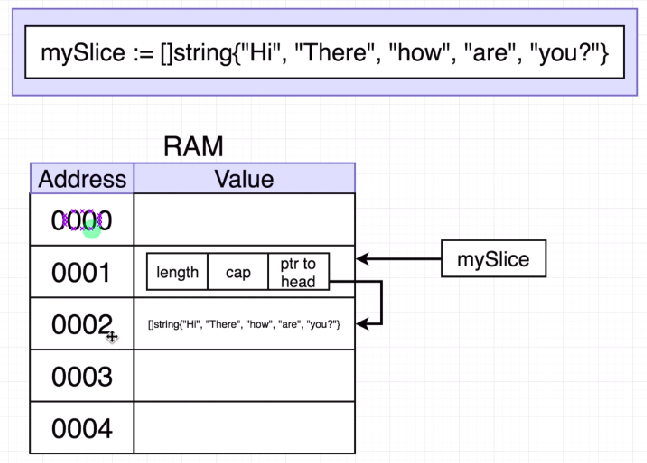 mySlice := []string{"Hi", "There", "how", "are", "you?"}
RAM
Address Value
0000
0001 length cap ptr to head
mySlice
0002 []string{"Hi", "There", "how", "are", "you?"}
0003
0004